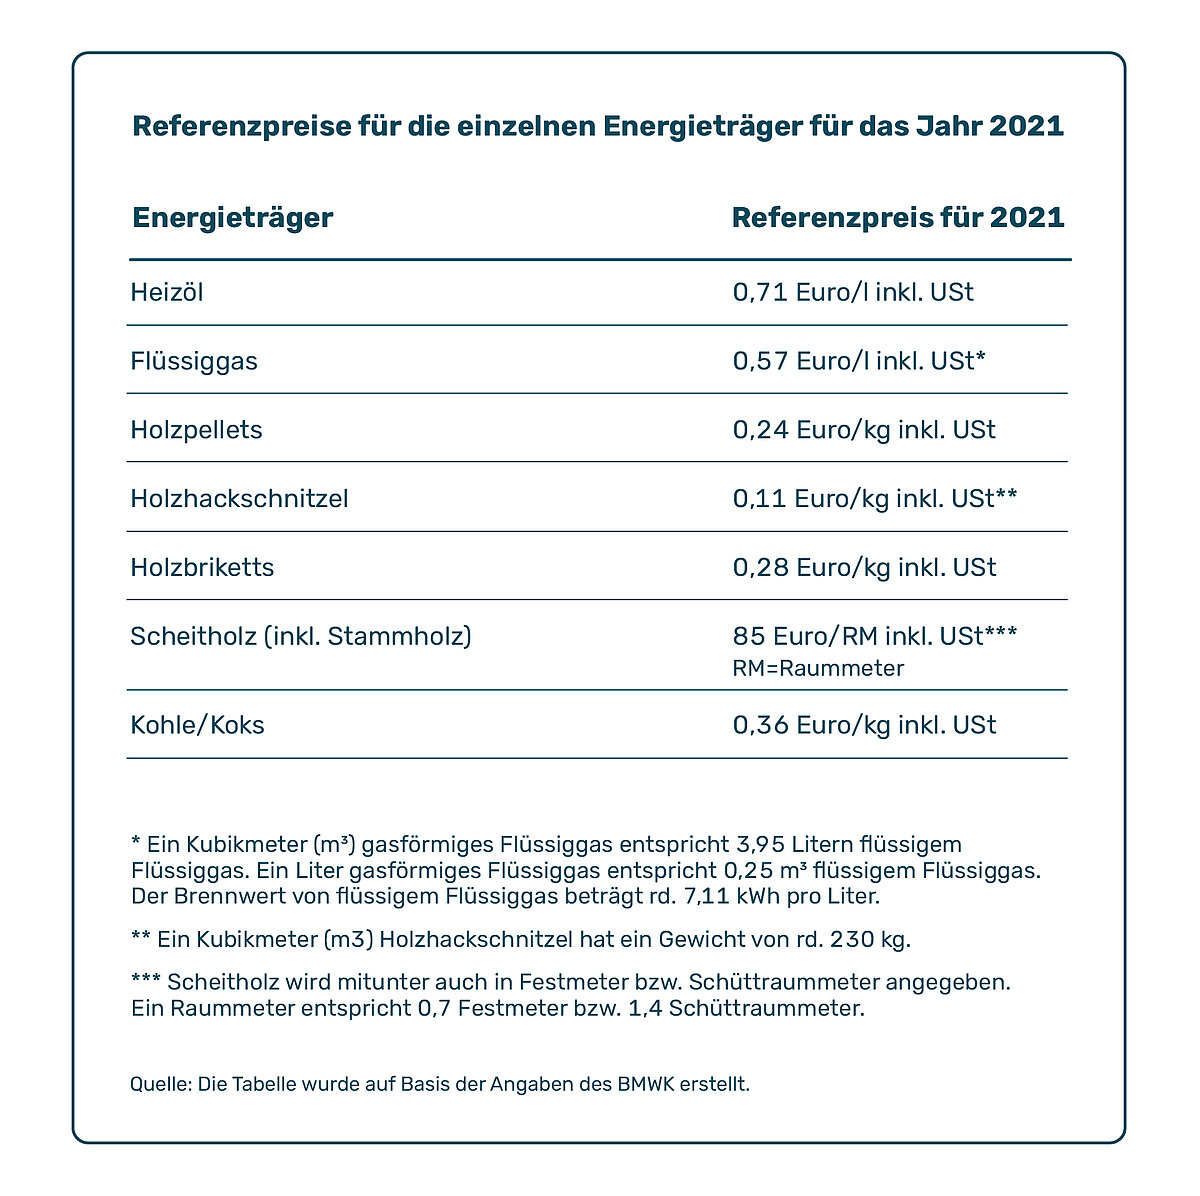 Referenzpreise für die einzelnen Energieträger für das Jahr 2021
Energieträger Referenzpreis für 2021
Heizöl 0,71 Euro/l inkl. USt
Flüssiggas 0,57 Euro/l inkl. USt*
Holzpellets 0,24 Euro/kg inkl. USt
Holzhackschnitzel 0,11 Euro/kg inkl. USt**
Holzbriketts 0,28 Euro/kg inkl. USt
Scheitholz (inkl. Stammholz) 85 Euro/RM inkl. USt***
RM=Raummeter
Kohle/Koks 0,36 Euro/kg inkl. USt
* Ein Kubikmeter (m³) gasförmiges Flüssiggas entspricht 3,95 Litern flüssigem
Flüssiggas. Ein Liter gasförmiges Flüssiggas entspricht 0,25 m³ flüssigem Flüssiggas.
Der Brennwert von flüssigem Flüssiggas beträgt rd. 7,11 kWh pro Liter.
** Ein Kubikmeter (m3) Holzhackschnitzel hat ein Gewicht von rd. 230 kg.
*** Scheitholz wird mitunter auch in Festmeter bzw. Schüttraummeter angegeben.
Ein Raummeter entspricht 0,7 Festmeter bzw. 1,4 Schüttraummeter.
Quelle: Die Tabelle wurde auf Basis der Angaben des BMWK erstellt.